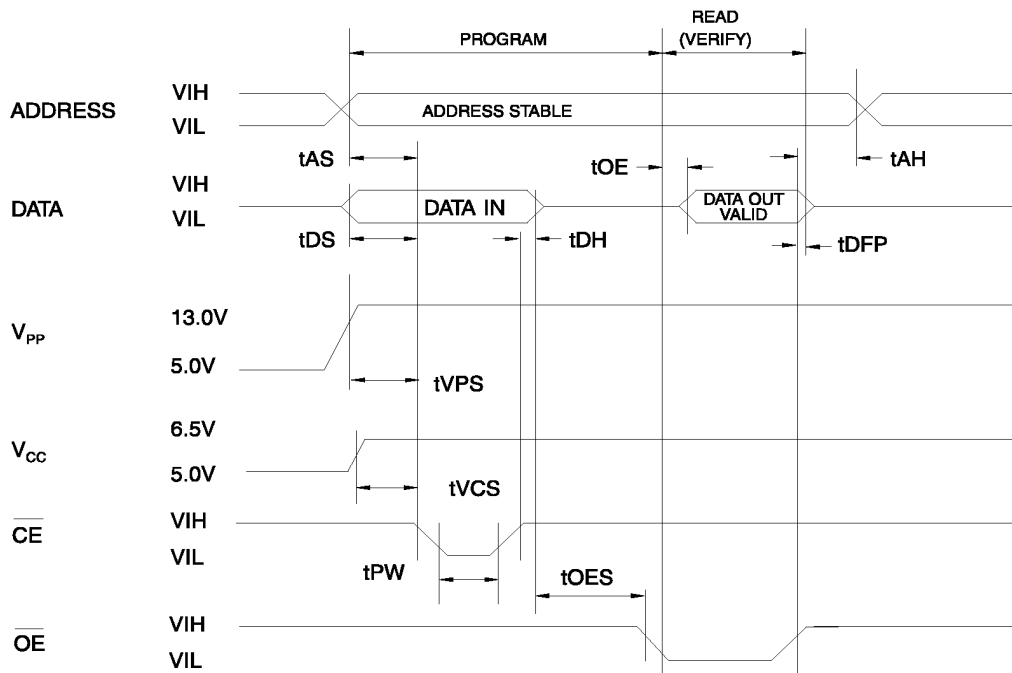 READ
PROGRAM (VERIFY)
ADDRESS VIH
VIL
ADDRESS STABLE
tAS tOE tAH
DATA VIH
VIL
DATA IN
DATA OUT
VALID
tDS tDH tDFP
VPP 13.0V
5.0V
tVPS
VCC 6.5V
5.0V
tVCS
CE VIH
VIL
tPW tOES
OE VIH
VIL